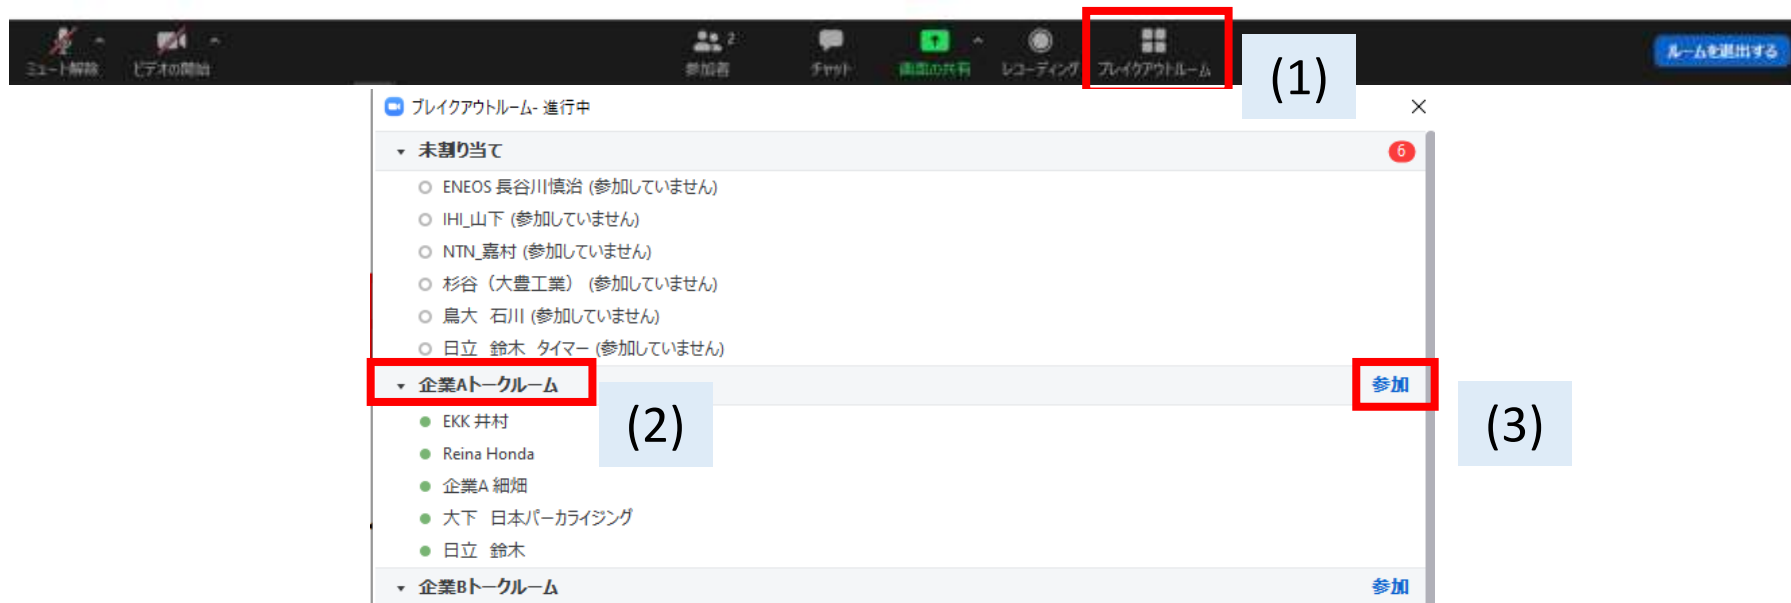 ミュート解除 ビデオの開始 参加者 2 チャット 画面の共有 レコーディング ブレイクアウトルーム (1) ルームを退出する
ブレイクアウトルーム- 進行中
未割り当て 6
ENEOS 長谷川慎治 (参加していません)
IHI_山下 (参加していません)
NTN_嘉村 (参加していません)
杉谷（大豊工業） (参加していません)
鳥大 石川 (参加していません)
日立 鈴木 タイマー (参加していません)
企業Aトークルーム 参加
(2) (3)
EKK 井村
Reina Honda
企業A 細畑
大下 日本パーカライジング
日立 鈴木
企業Bトークルーム 参加